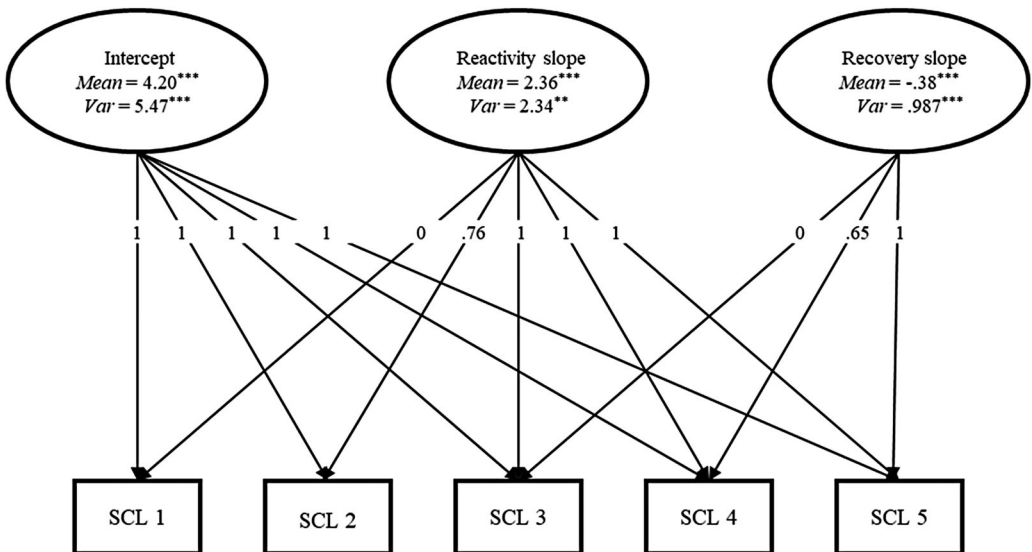 Intercept
Mean = 4.20***
Var = 5.47***
Reactivity slope
Mean = 2.36***
Var = 2.34**
Recovery slope
Mean = -.38***
Var = .987***
1 1 1 1 1 0 .76 1 1 1 0 .65 1
SCL 1 SCL 2 SCL 3 SCL 4 SCL 5